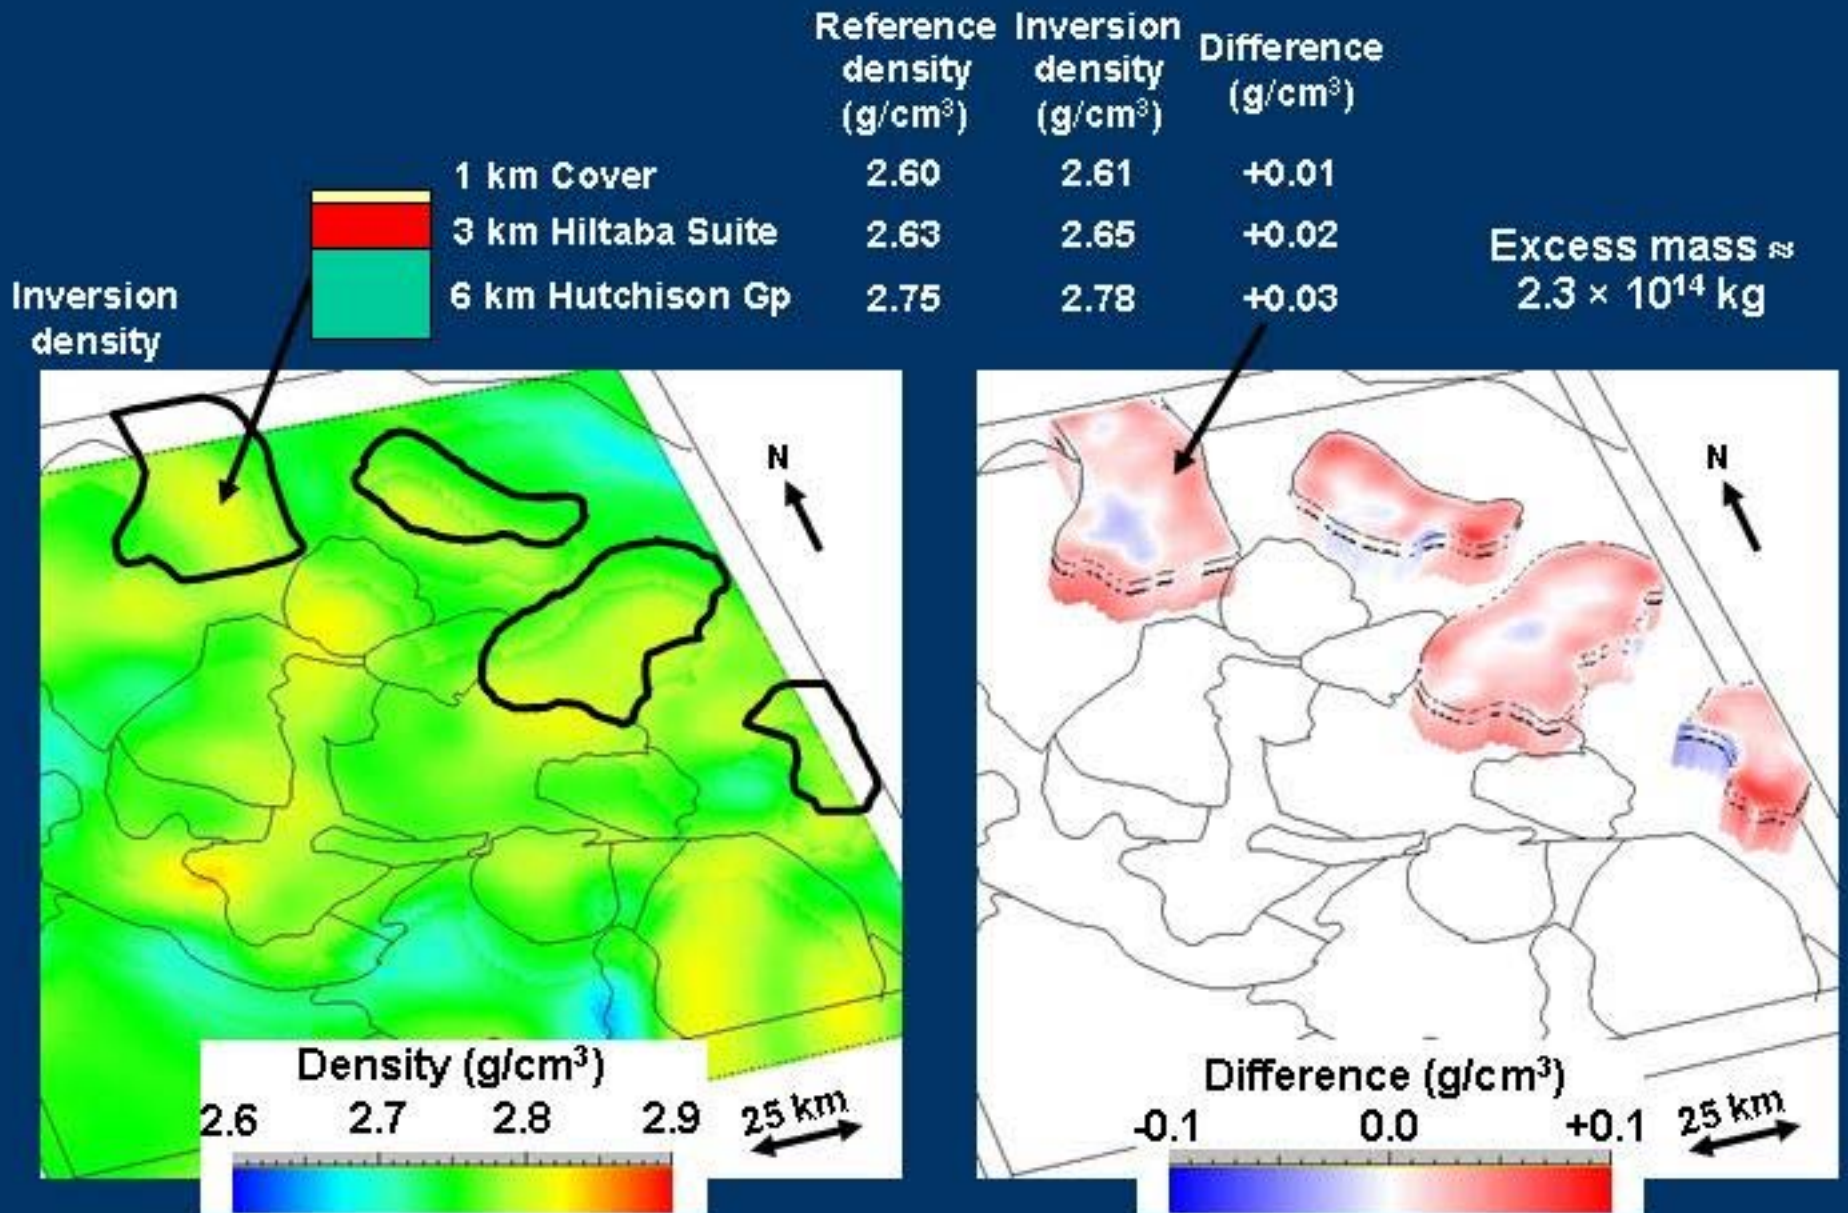 Reference density (g/cm³)
Inversion density (g/cm³)
Difference (g/cm³)
1 km Cover 2.60 2.61 +0.01
3 km Hiltaba Suite 2.63 2.65 +0.02
6 km Hutchison Gp 2.75 2.78 +0.03
Excess mass ≈
2.3 × 10¹⁴ kg
Inversion
density
N
N
Density (g/cm³)
2.6 2.7 2.8 2.9
25 km
Difference (g/cm³)
-0.1 0.0 +0.1
25 km